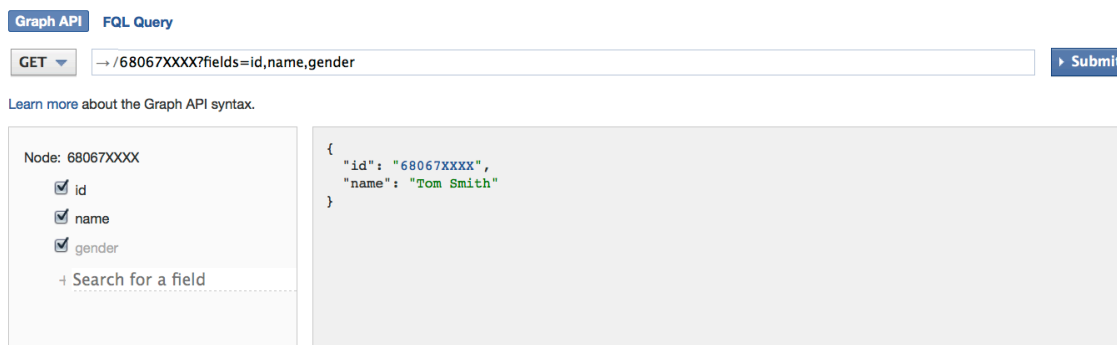 Graph API FQL Query
GET → /68067XXXX?fields=id,name,gender Submit
Learn more about the Graph API syntax.
Node: 68067XXXX
id
name
gender
Search for a field
{
"id": "68067XXXX",
"name": "Tom Smith"
}